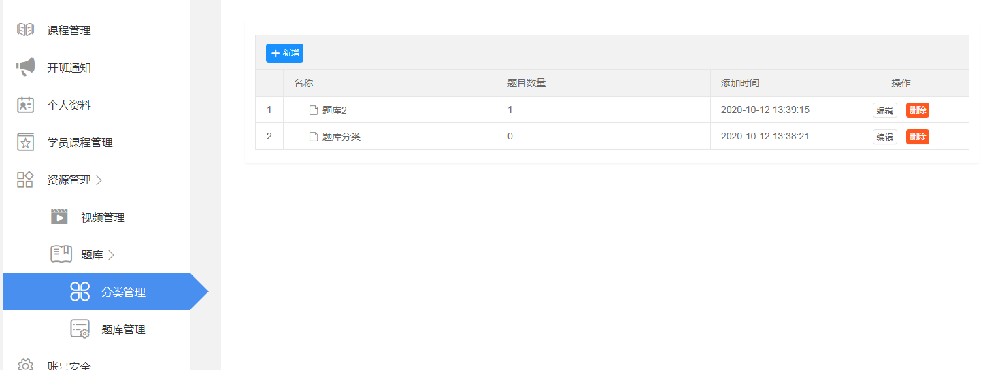 课程管理
开班通知
个人资料
学员课程管理
资源管理
视频管理
题库
分类管理
题库管理
账号安全
新增
名称 题目数量 添加时间 操作
1 题库2 1 2020-10-12 13:39:15 编辑 删除
2 题库分类 0 2020-10-12 13:38:21 编辑 删除